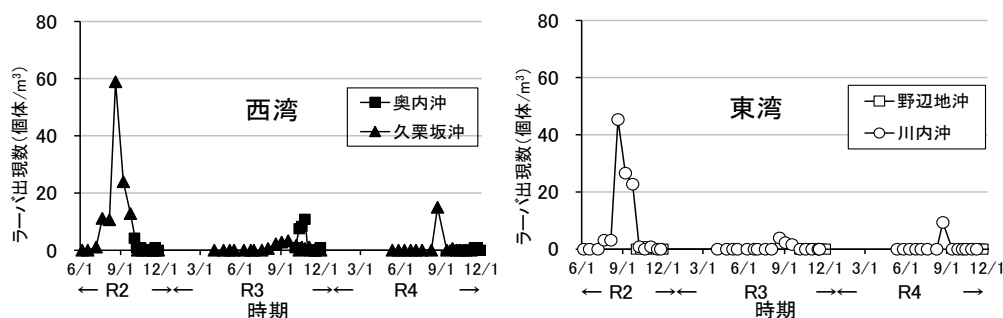 80
60
40
20
0
ラーバ出現数(個体/m³)
西湾
奥内沖
久栗坂沖
6/1 9/1 12/1 3/1 6/1 9/1 12/1 3/1 6/1 9/1 12/1
← R2 →← R3 →← R4 →
時期
80
60
40
20
0
ラーバ出現数(個体/m³)
東湾
野辺地沖
川内沖
6/1 9/1 12/1 3/1 6/1 9/1 12/1 3/1 6/1 9/1 12/1
← R2 →← R3 →← R4 →
時期